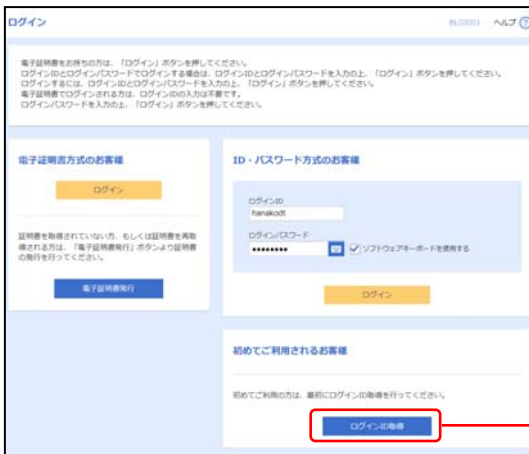 ログイン
BLGI001 ヘルプ ?
電子証明書をお持ちの方は、「ログイン」ボタンを押してください。
ログインIDとログインパスワードでログインする場合は、ログインIDとログインパスワードを入力の上、「ログイン」ボタンを押してください。
ログインするには、ログインIDとログインパスワードを入力の上、「ログイン」ボタンを押してください。
電子証明書でログインされる方は、ログインIDの入力は不要です。
ログインパスワードを入力の上、「ログイン」ボタンを押してください。
電子証明書方式のお客様
ログイン
証明書を取得されていない方、もしくは証明書を再取
得される方は、「電子証明書発行」ボタンより証明書
の発行を行ってください。
電子証明書発行
ID・パスワード方式のお客様
ログインID
hanakodt
ログインパスワード
●●●●●●●●
ソフトウェアキーボードを使用する
ログイン
初めてご利用されるお客様
初めてご利用の方は、最初にログインID取得を行ってください。
ログインID取得